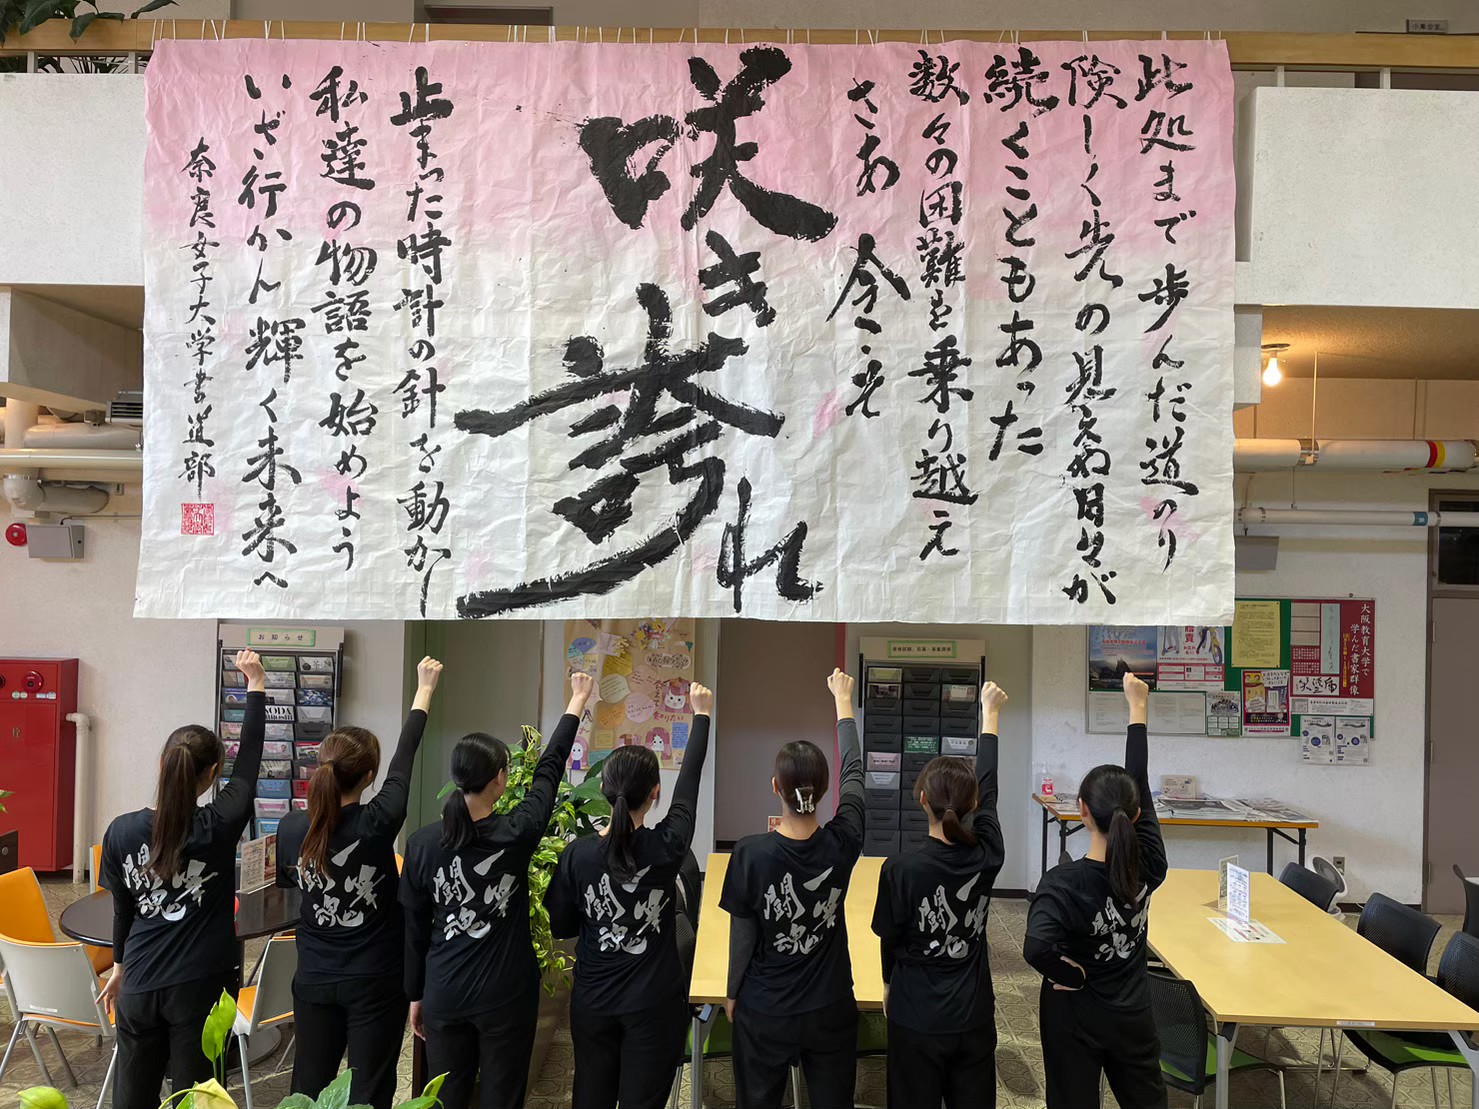 此処まで歩んだ道のり
険しく先の見えぬ日々が
続くこともあった
数々の困難を乗り越え
さあ 今こそ
咲き誇れ
止まった時計の針を動かし
私達の物語を始めよう
いざ行かん輝く未来へ
奈良女子大学書道部
お知らせ
大阪教育大学で
学んだ書家群像
一筆
闘魂
一筆
闘魂
一筆
闘魂
一筆
闘魂
一筆
闘魂
一筆
闘魂
一筆
闘魂